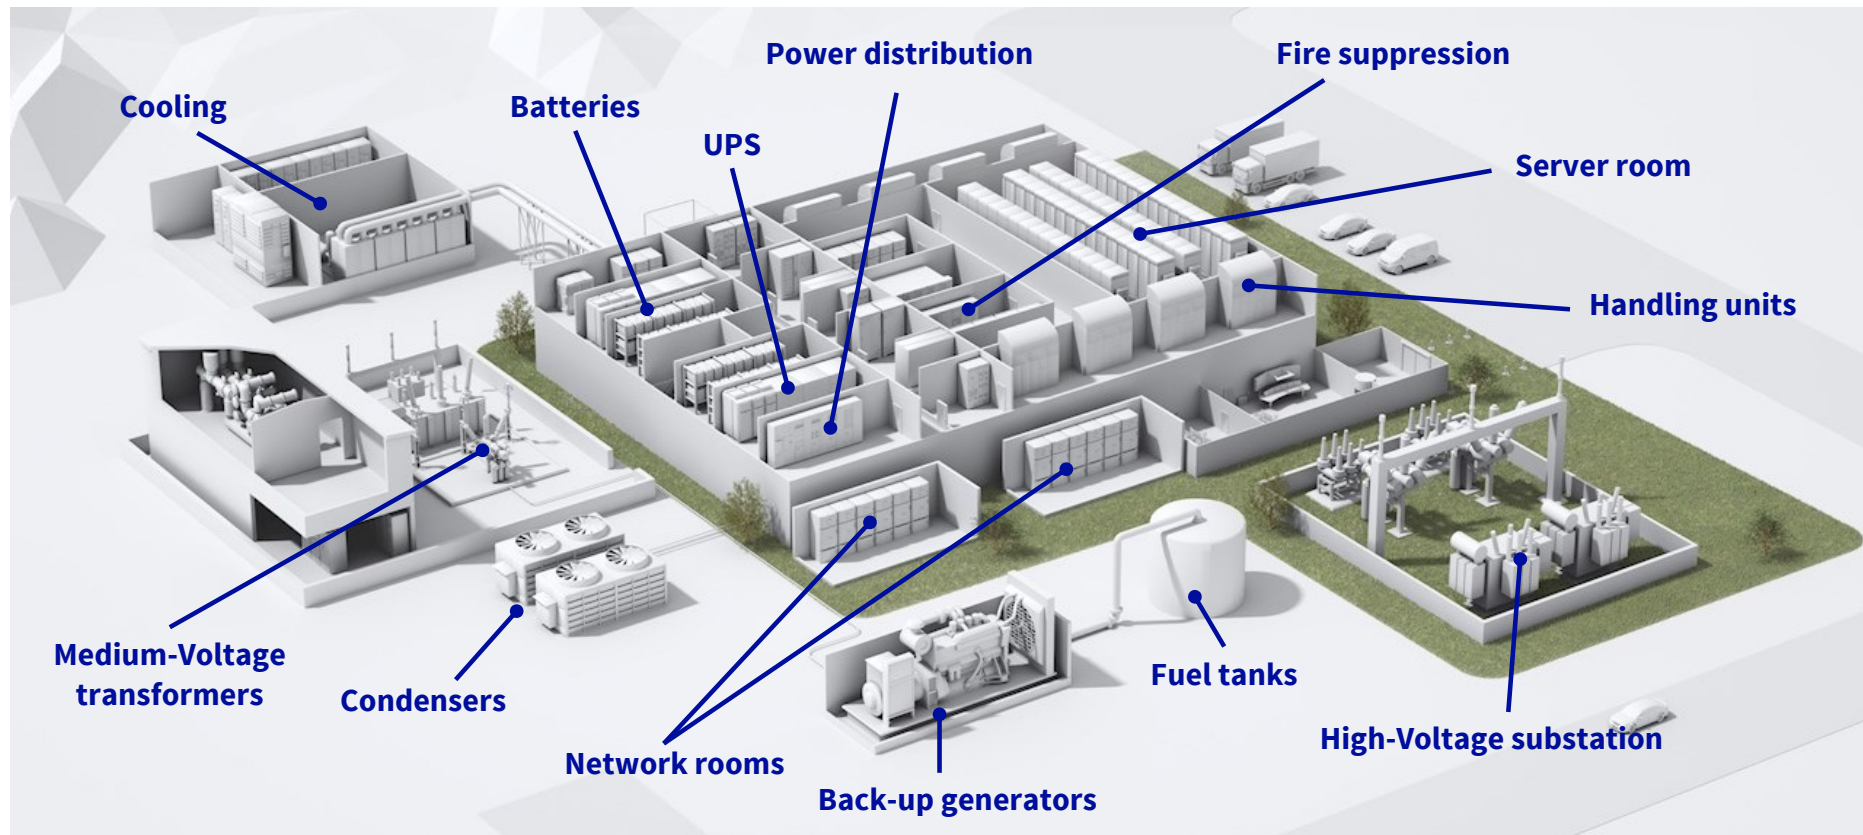 Power distribution
Fire suppression
Cooling
Batteries
UPS
Server room
Handling units
Medium-Voltage
transformers
Condensers
Fuel tanks
High-Voltage substation
Network rooms
Back-up generators